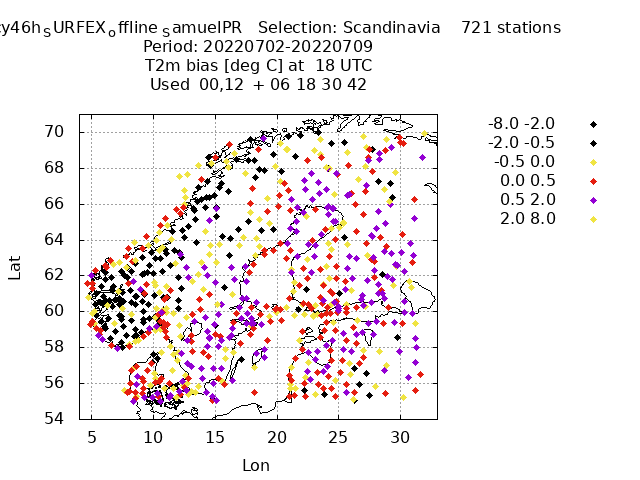 cy46h_SURFEX_offline_SamuelPR Selection: Scandinavia 721 stations
Period: 20220702-20220709
T2m bias [deg C] at 18 UTC
Used 00,12 + 06 18 30 42
-8.0 -2.0
-2.0 -0.5
-0.5 0.0
0.0 0.5
0.5 2.0
2.0 8.0
70
68
66
64
62
60
58
56
54
Lat
5 10 15 20 25 30
Lon